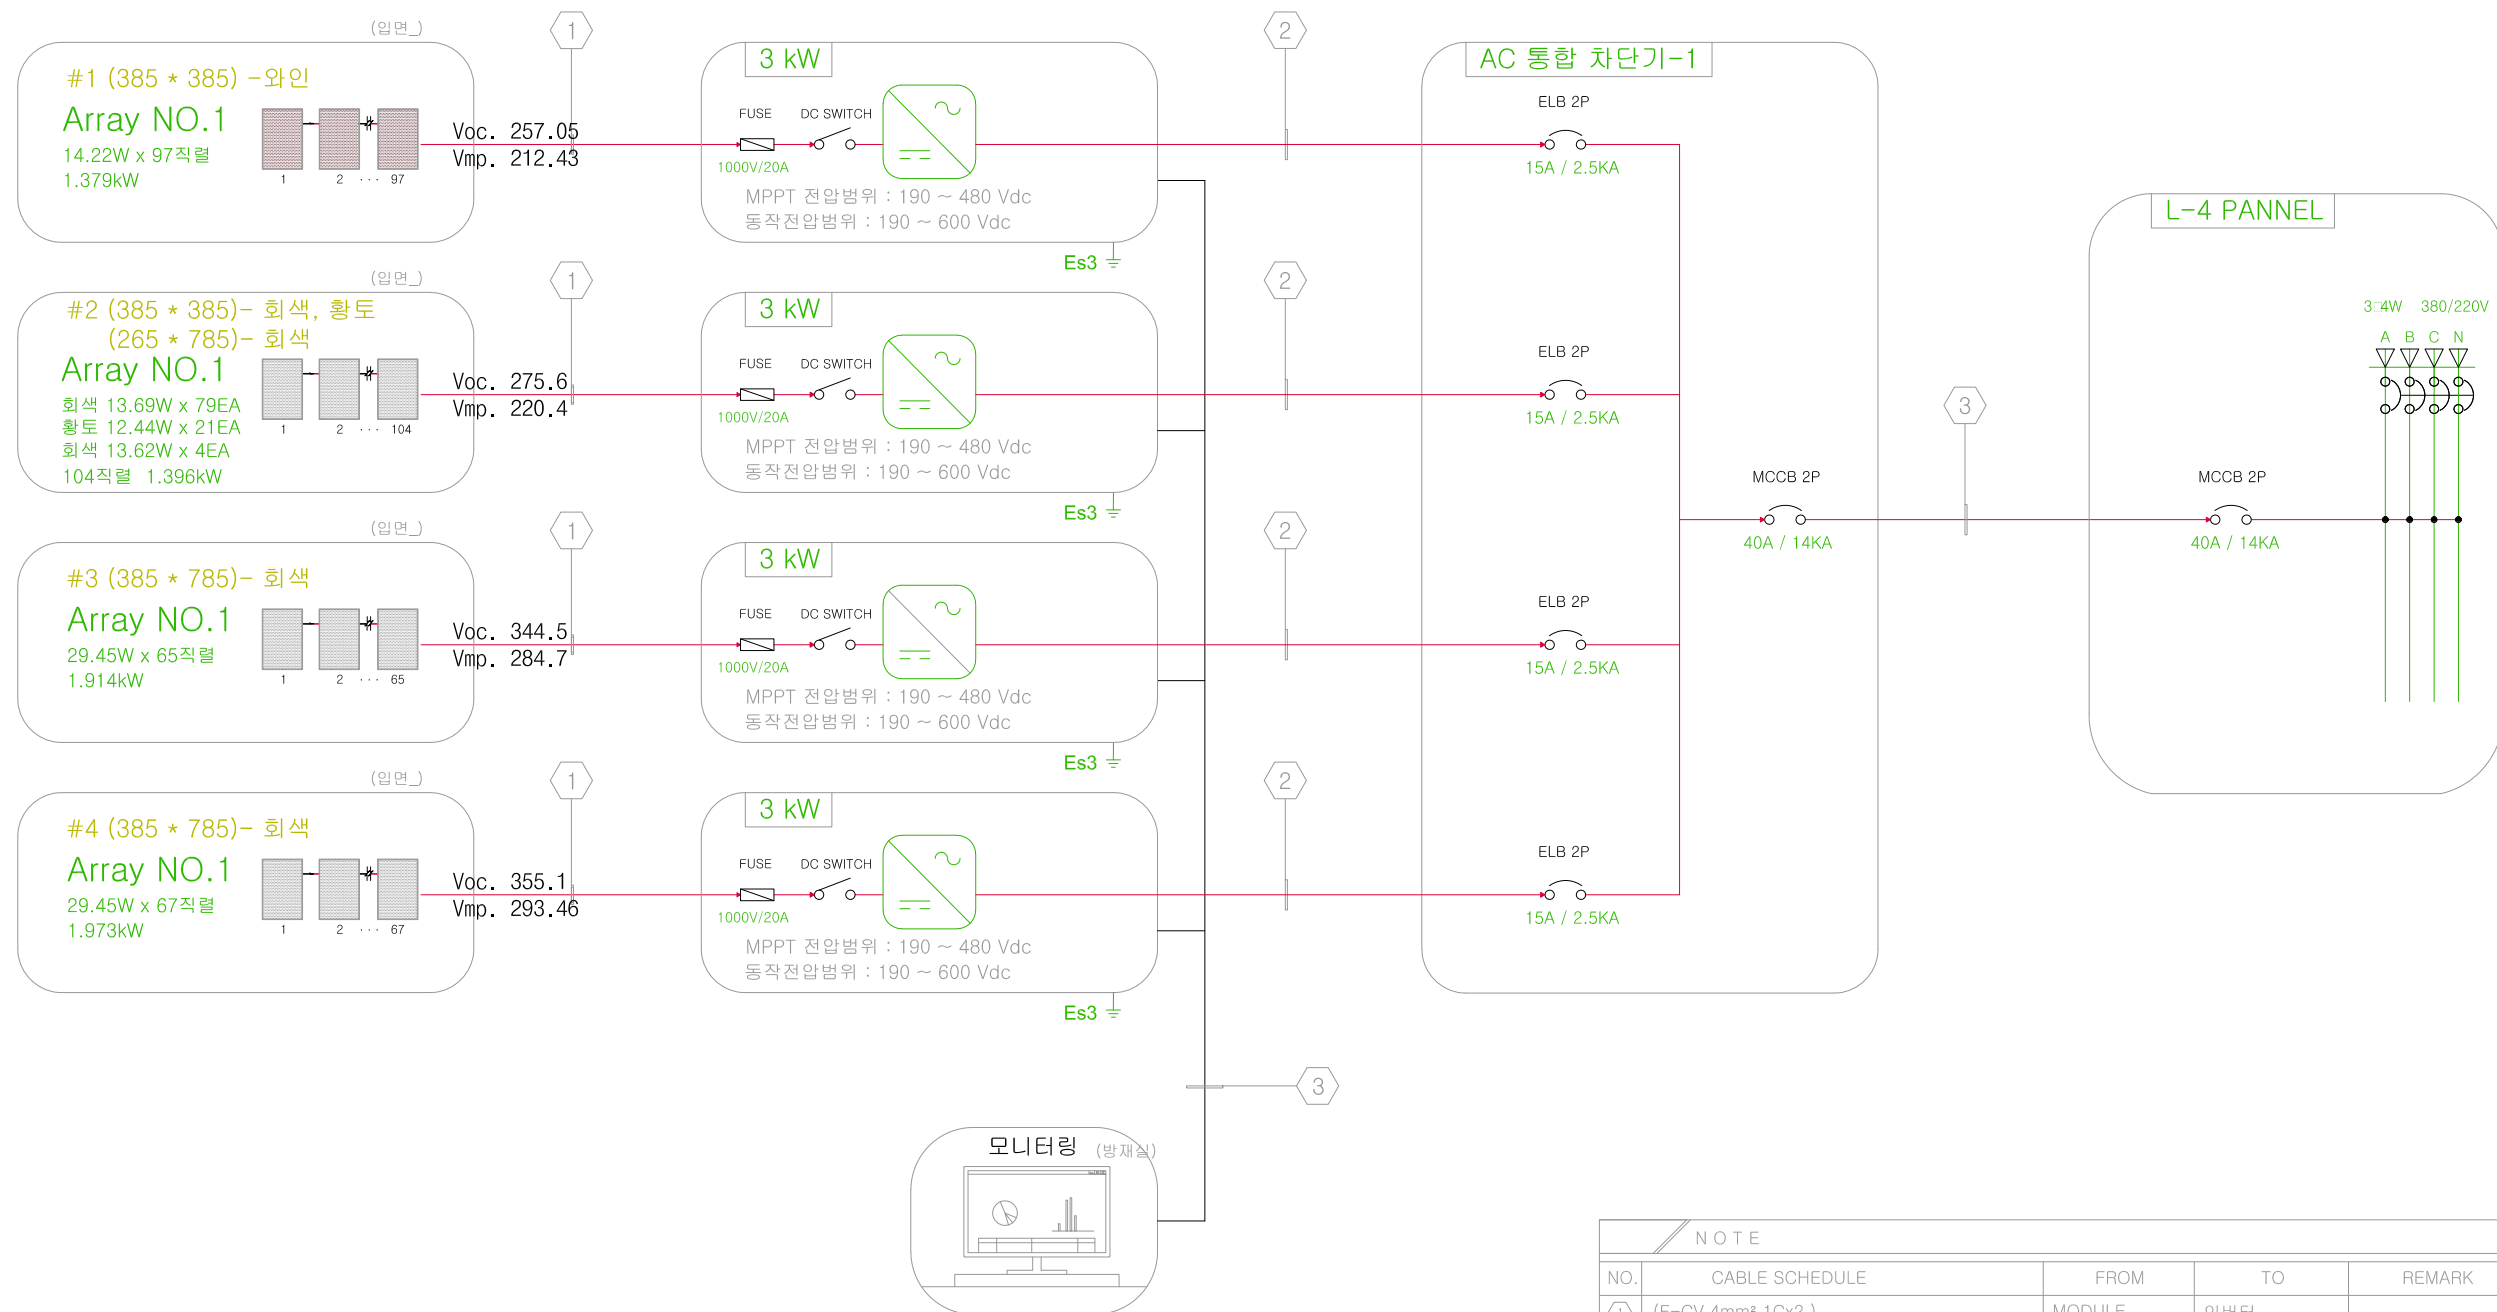 (입면_)
1
#1 (385 * 385) -와인
Array NO.1
14.22W x 97직렬
1.379kW
1 2 · · · 97
Voc. 257.05
Vmp. 212.43
3 kW
FUSE
DC SWITCH
1000V/20A
MPPT 전압범위 : 190 ~ 480 Vdc
동작전압범위 : 190 ~ 600 Vdc
Es3
2
AC 통합 차단기-1
ELB 2P
15A / 2.5KA
(입면_)
1
#2 (385 * 385)- 회색, 황토
(265 * 785)- 회색
Array NO.1
회색 13.69W x 79EA
황토 12.44W x 21EA
회색 13.62W x 4EA
104직렬 1.396kW
1 2 · · · 104
Voc. 275.6
Vmp. 220.4
3 kW
FUSE
DC SWITCH
1000V/20A
MPPT 전압범위 : 190 ~ 480 Vdc
동작전압범위 : 190 ~ 600 Vdc
Es3
2
ELB 2P
15A / 2.5KA
(입면_)
1
#3 (385 * 785)- 회색
Array NO.1
29.45W x 65직렬
1.914kW
1 2 · · · 65
Voc. 344.5
Vmp. 284.7
3 kW
FUSE
DC SWITCH
1000V/20A
MPPT 전압범위 : 190 ~ 480 Vdc
동작전압범위 : 190 ~ 600 Vdc
Es3
2
ELB 2P
15A / 2.5KA
(입면_)
1
#4 (385 * 785)- 회색
Array NO.1
29.45W x 67직렬
1.973kW
1 2 · · · 67
Voc. 355.1
Vmp. 293.46
3 kW
FUSE
DC SWITCH
1000V/20A
MPPT 전압범위 : 190 ~ 480 Vdc
동작전압범위 : 190 ~ 600 Vdc
Es3
2
ELB 2P
15A / 2.5KA
MCCB 2P
40A / 14KA
3
L-4 PANNEL
3□4W 380/220V
A B C N
MCCB 2P
40A / 14KA
3
모니터링 (방재실)
NOTE
NO. CABLE SCHEDULE FROM TO REMARK
1 (F-CV 4mm² 1Cx2 ) MODULE 인버터